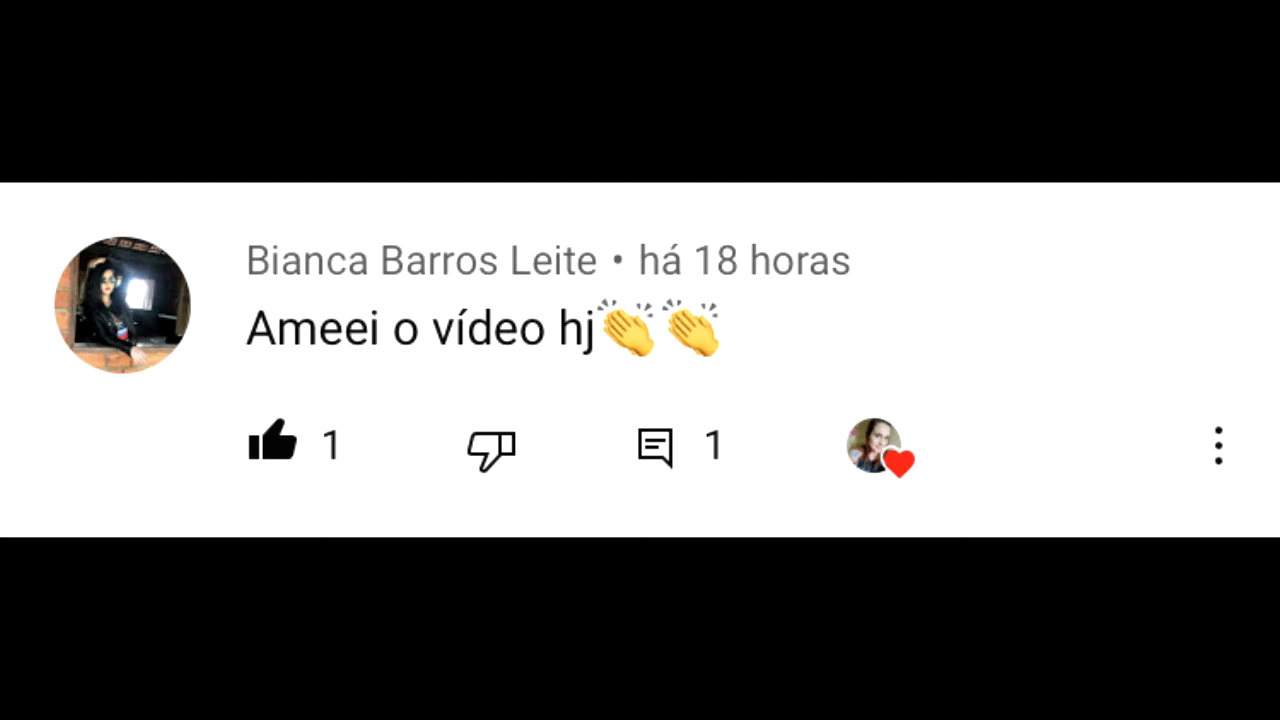 Bianca Barros Leite • há 18 horas
Ameei o vídeo hj👏👏
1 1